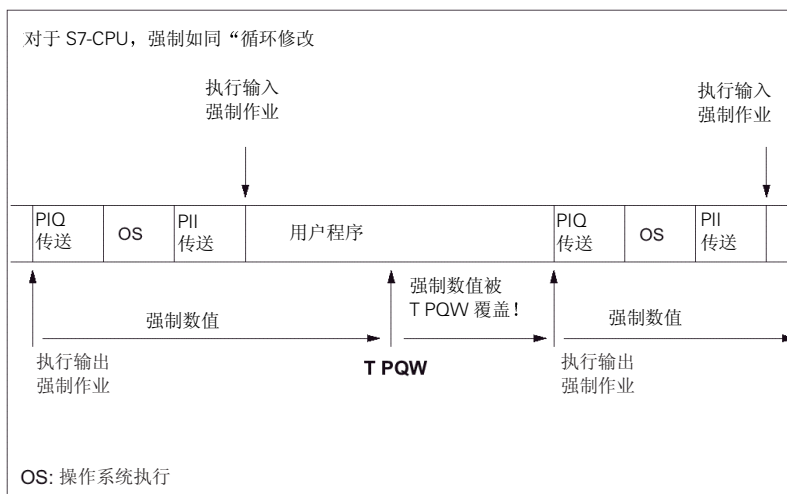 对于 S7-CPU，强制如同“循环修改
执行输入
强制作业
执行输入
强制作业
PIQ
传送
OS
PII
传送
用户程序
PIQ
传送
OS
PII
传送
强制数值
强制数值被
T PQW 覆盖！
强制数值
执行输出
强制作业
T PQW
执行输出
强制作业
OS: 操作系统执行